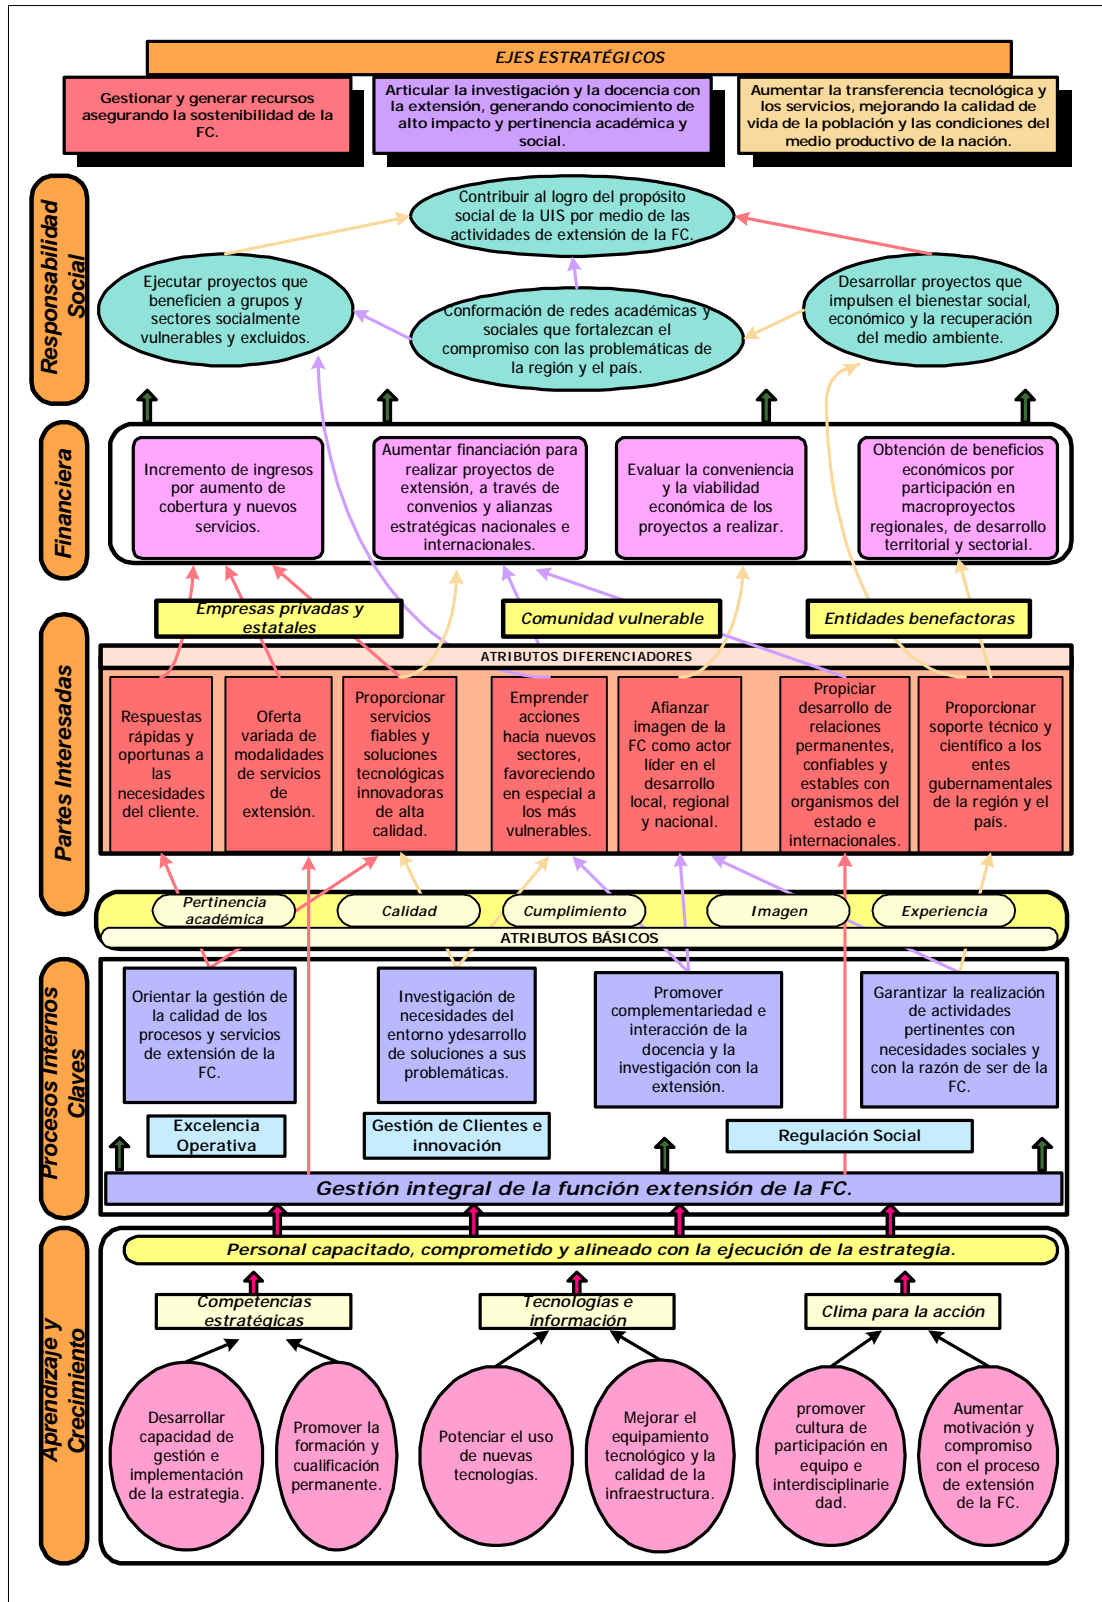 EJES ESTRATÉGICOS
Gestionar y generar recursos
asegurando la sostenibilidad de la
FC.
Articular la investigación y la docencia con
la extensión, generando conocimiento de
alto impacto y pertinencia académica y
social.
Aumentar la transferencia tecnológica
y los servicios, mejorando la calidad de
vida de la población y las condiciones del
medio productivo de la nación.
Responsabilidad
Social
Contribuir al logro del propósito
social de la UIS por medio de las
actividades de extensión de la FC.
Ejecutar proyectos que
beneficien a grupos y
sectores socialmente
vulnerables y excluidos.
Conformación de redes académicas y
sociales que fortalezcan el
compromiso con las problemáticas de
la región y el país.
Desarrollar proyectos que
impulsen el bienestar social,
económico y la recuperación
del medio ambiente.
Financiera
Incremento de ingresos
por aumento de
cobertura y nuevos
servicios.
Aumentar financiación para
realizar proyectos de
extensión, a través de
convenios y alianzas
estratégicas nacionales e
internacionales.
Evaluar la conveniencia
y la viabilidad
económica de los
proyectos a realizar.
Obtención de beneficios
económicos por
participación en
macroproyectos
regionales, de desarrollo
territorial y sectorial.
Partes Interesadas
Empresas privadas y
estatales
Comunidad vulnerable
Entidades benefactoras
ATRIBUTOS DIFERENCIADORES
Respuestas
rápidas y
oportunas a
las
necesidades
del cliente.
Oferta
variada de
modalidades
de servicios
de
extensión.
Proporcionar
servicios
fiables y
soluciones
tecnológicas
innovadoras
de alta
calidad.
Emprender
acciones
hacia nuevos
sectores,
favoreciendo
en especial a
los más
vulnerables.
Afianzar
imagen de la
FC como actor
líder en el
desarrollo
local, regional
y nacional.
Propiciar
desarrollo de
relaciones
permanentes,
confiables y
estables con
organismos del
estado e
internacionales.
Proporcionar
soporte técnico y
científico a los
entes
gubernamentales
de la región y el
país.
Pertinencia
académica
Calidad
Cumplimiento
Imagen
Experiencia
ATRIBUTOS BÁSICOS
Procesos Internos
Claves
Orientar la gestión de
la calidad de los
procesos y servicios
de extensión de la
FC.
Investigación de
necesidades del
entorno ydesarrollo
de soluciones a sus
problemáticas.
Promover
complementariedad e
interacción de la
docencia y la
investigación con la
extensión.
Garantizar la realización
de actividades
pertinentes con
necesidades sociales y
con la razón de ser de la
FC.
Excelencia
Operativa
Gestión de Clientes e
innovación
Regulación Social
Gestión integral de la función extensión de la FC.
Aprendizaje y
Crecimiento
Personal capacitado, comprometido y alineado con la ejecución de la estrategia.
Competencias
estratégicas
Tecnologías e
información
Clima para la acción
Desarrollar
capacidad de
gestión e
implementación
de la estrategia.
Promover la
formación y
cualificación
permanente.
Potenciar el uso
de nuevas
tecnologías.
Mejorar el
equipamiento
tecnológico y la
calidad de la
infraestructura.
promover
cultura de
participación en
equipo e
interdisciplinarie
dad.
Aumentar
motivación y
compromiso
con el proceso
de extensión
de la FC.